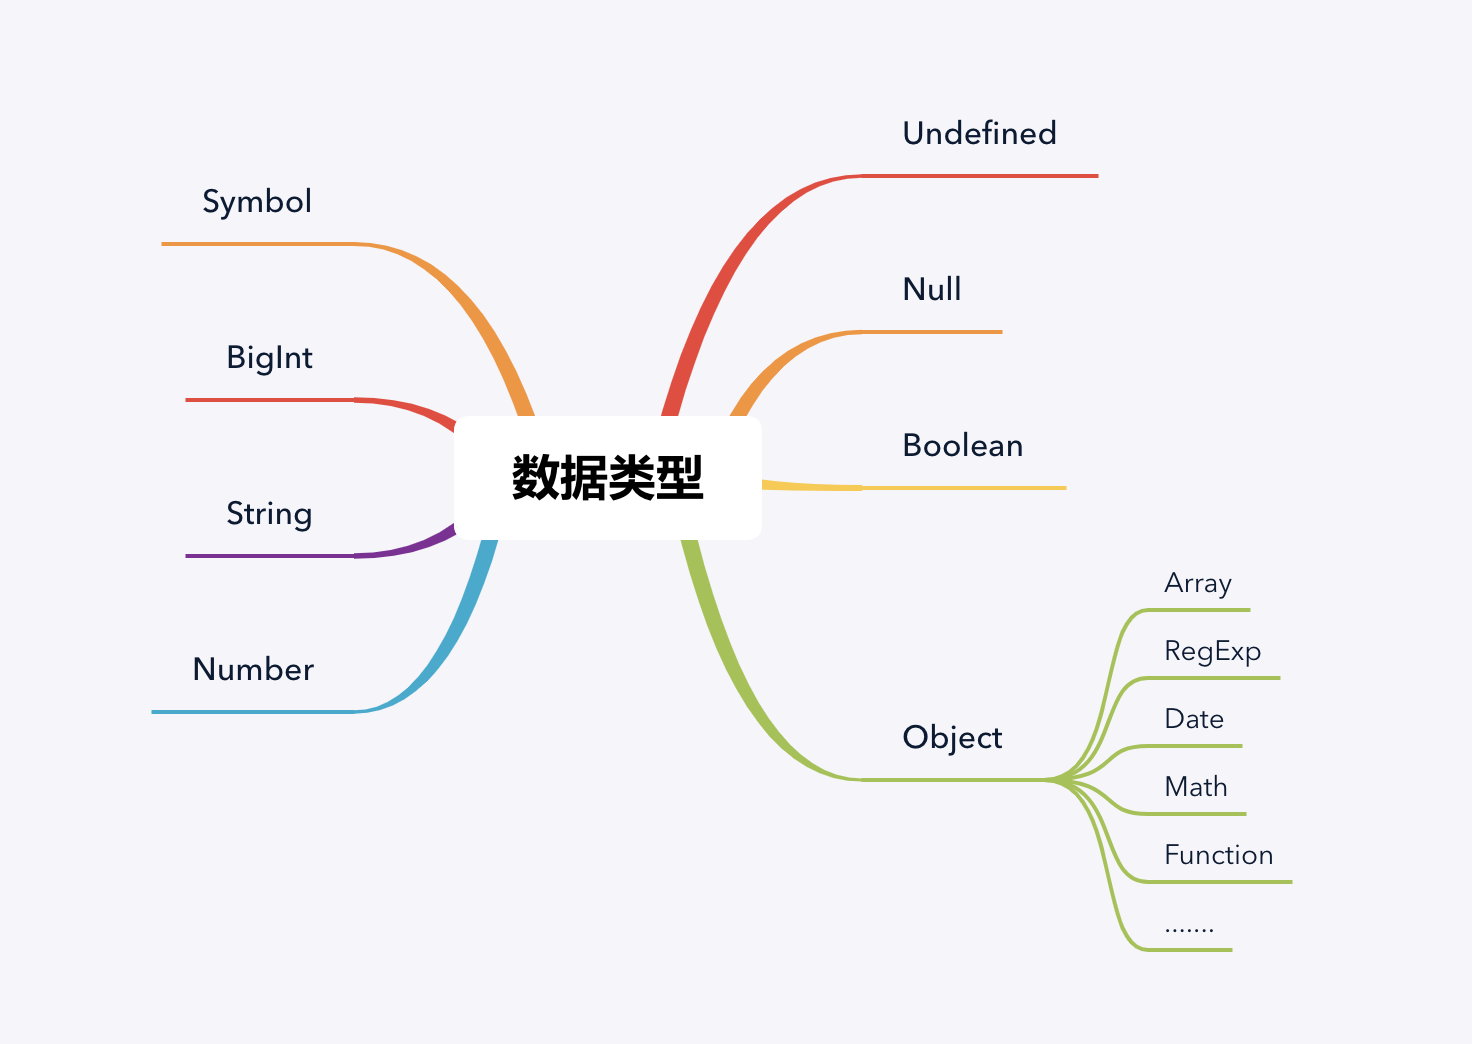 数据类型
Undefined
Null
Boolean
Object
Array
RegExp
Date
Math
Function
.......
Symbol
BigInt
String
Number